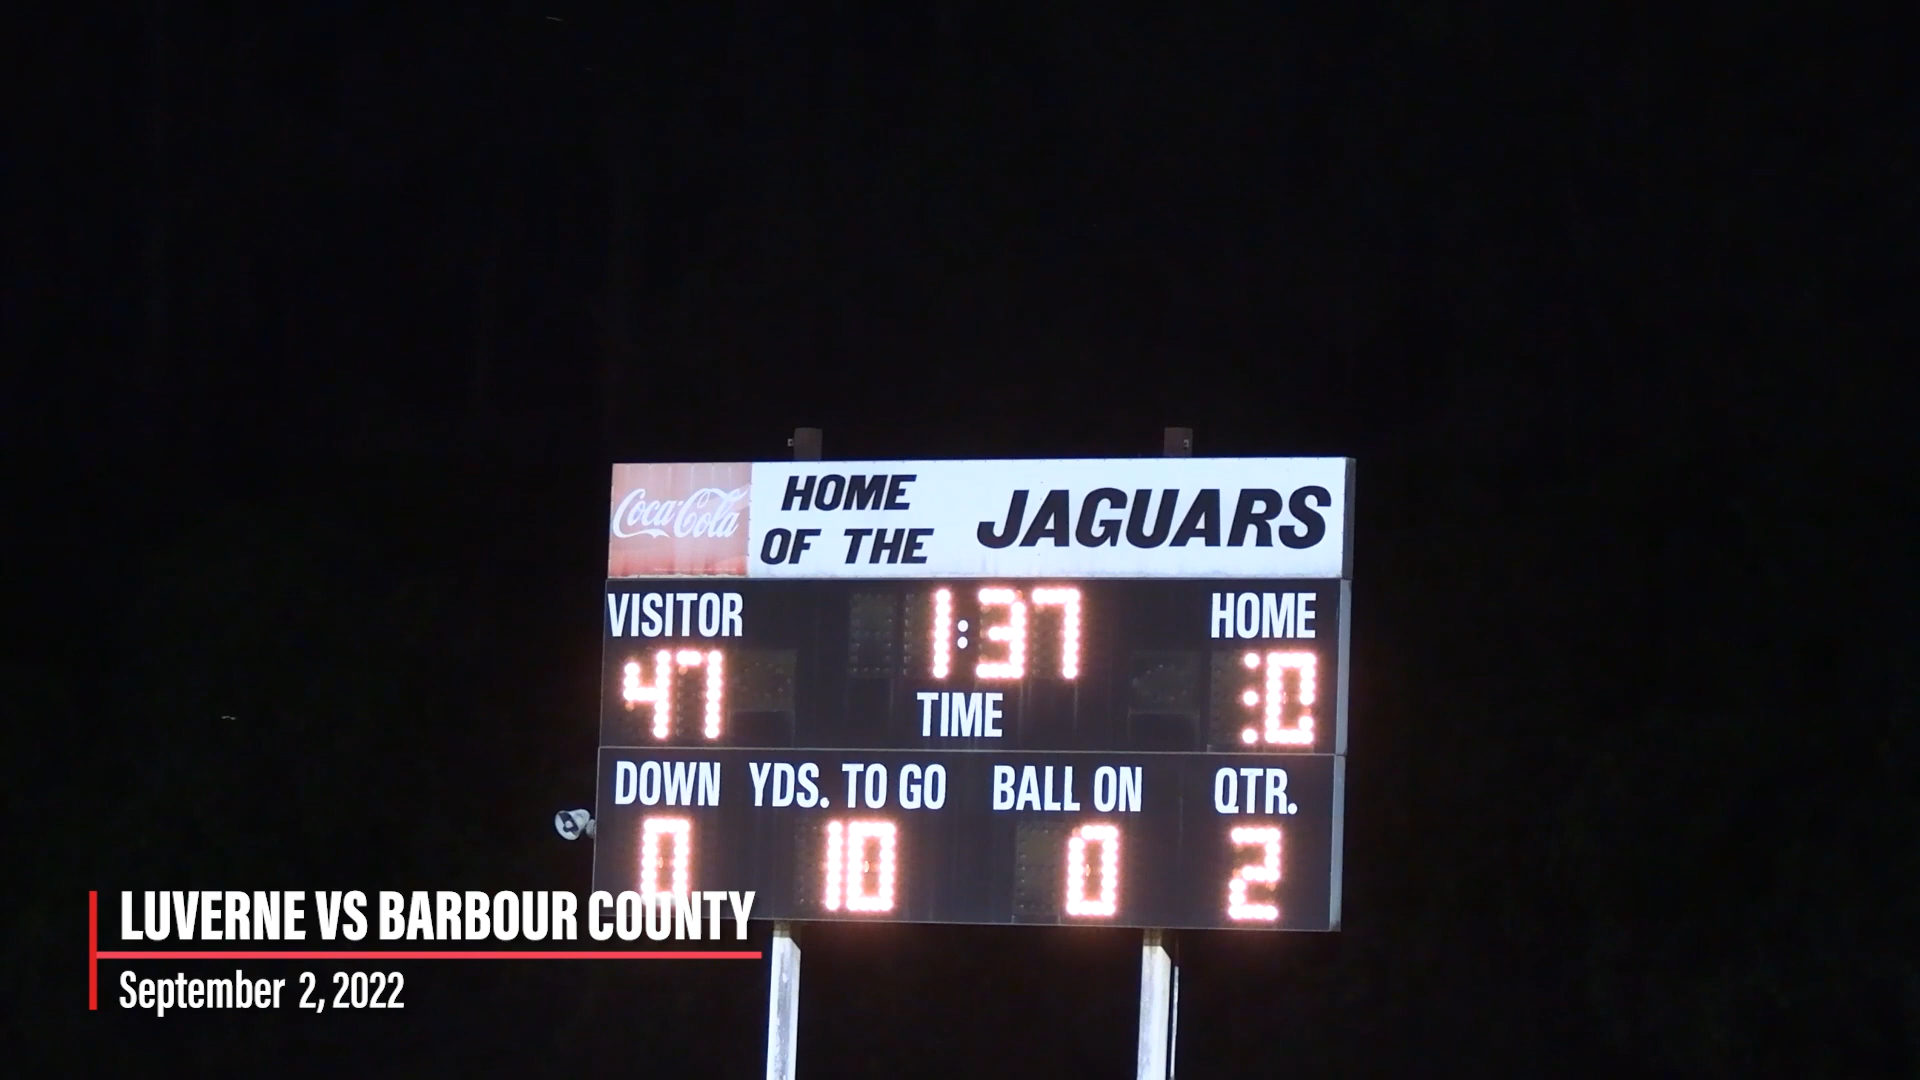 Coca-Cola
HOME
OF THE
JAGUARS
VISITOR
1:37
HOME
47
TIME
0
DOWN
YDS. TO GO
BALL ON
QTR.
0
10
0
2
LUVERNE VS BARBOUR COUNTY
September 2, 2022